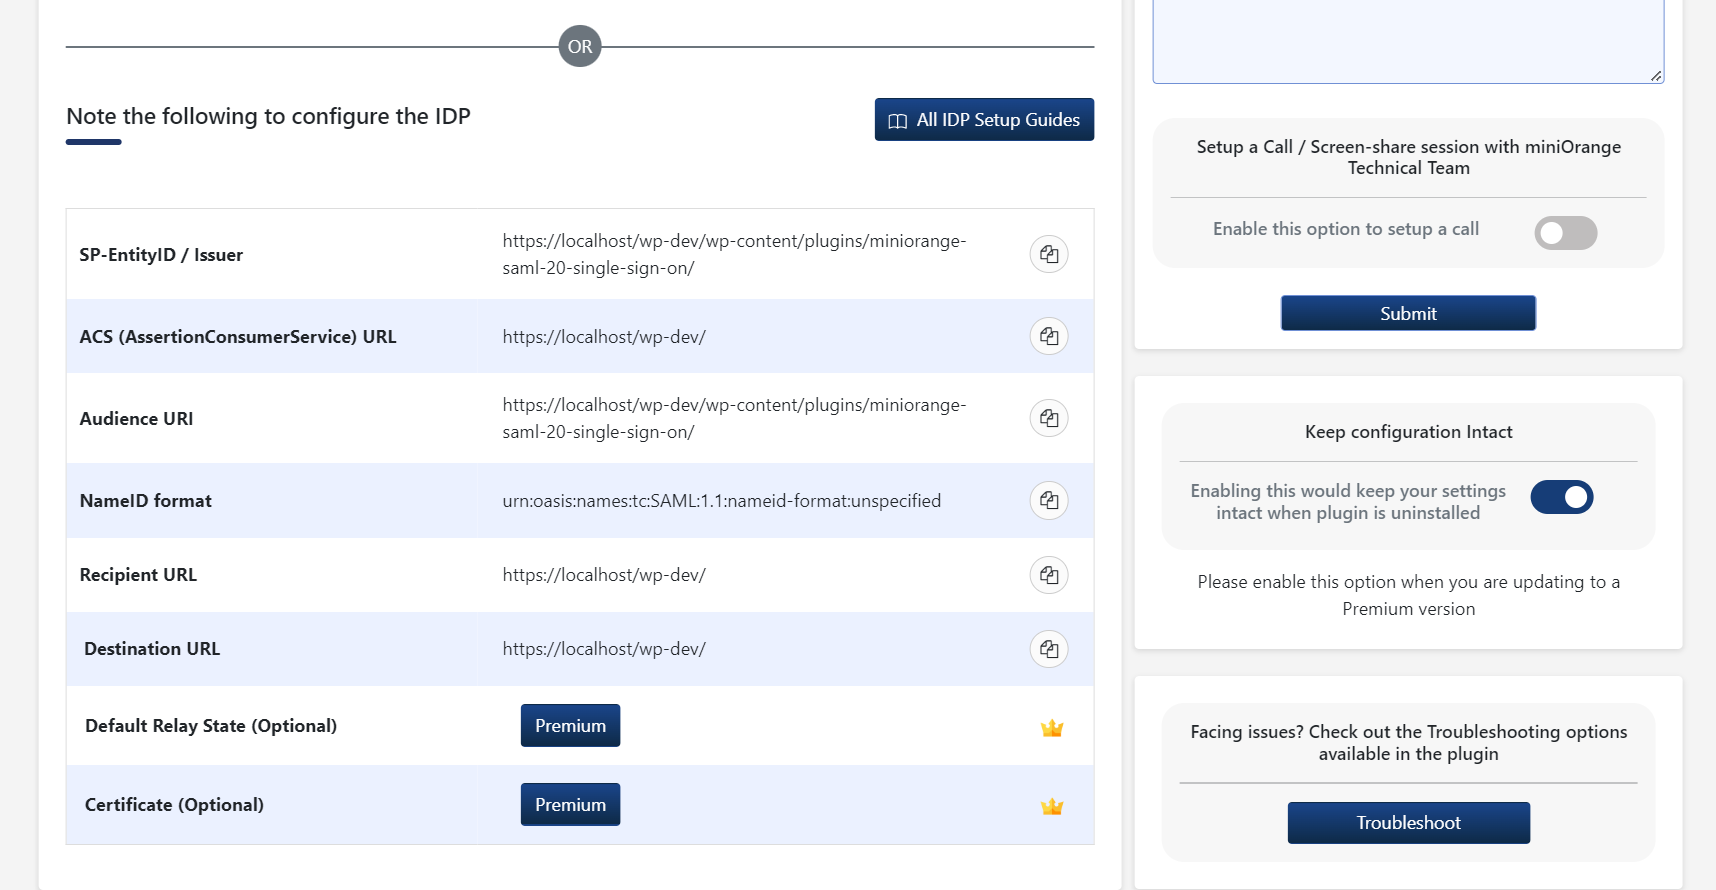 OR
Note the following to configure the IDP
All IDP Setup Guides
SP-EntityID / Issuer
https://localhost/wp-dev/wp-content/plugins/miniorange-
saml-20-single-sign-on/
ACS (AssertionConsumerService) URL
https://localhost/wp-dev/
Audience URI
https://localhost/wp-dev/wp-content/plugins/miniorange-
saml-20-single-sign-on/
NameID format
urn:oasis:names:tc:SAML:1.1:nameid-format:unspecified
Recipient URL
https://localhost/wp-dev/
Destination URL
https://localhost/wp-dev/
Default Relay State (Optional)
Premium
Certificate (Optional)
Premium
Setup a Call / Screen-share session with miniOrange
Technical Team
Enable this option to setup a call
Submit
Keep configuration Intact
Enabling this would keep your settings
intact when plugin is uninstalled
Please enable this option when you are updating to a
Premium version
Facing issues? Check out the Troubleshooting options
available in the plugin
Troubleshoot